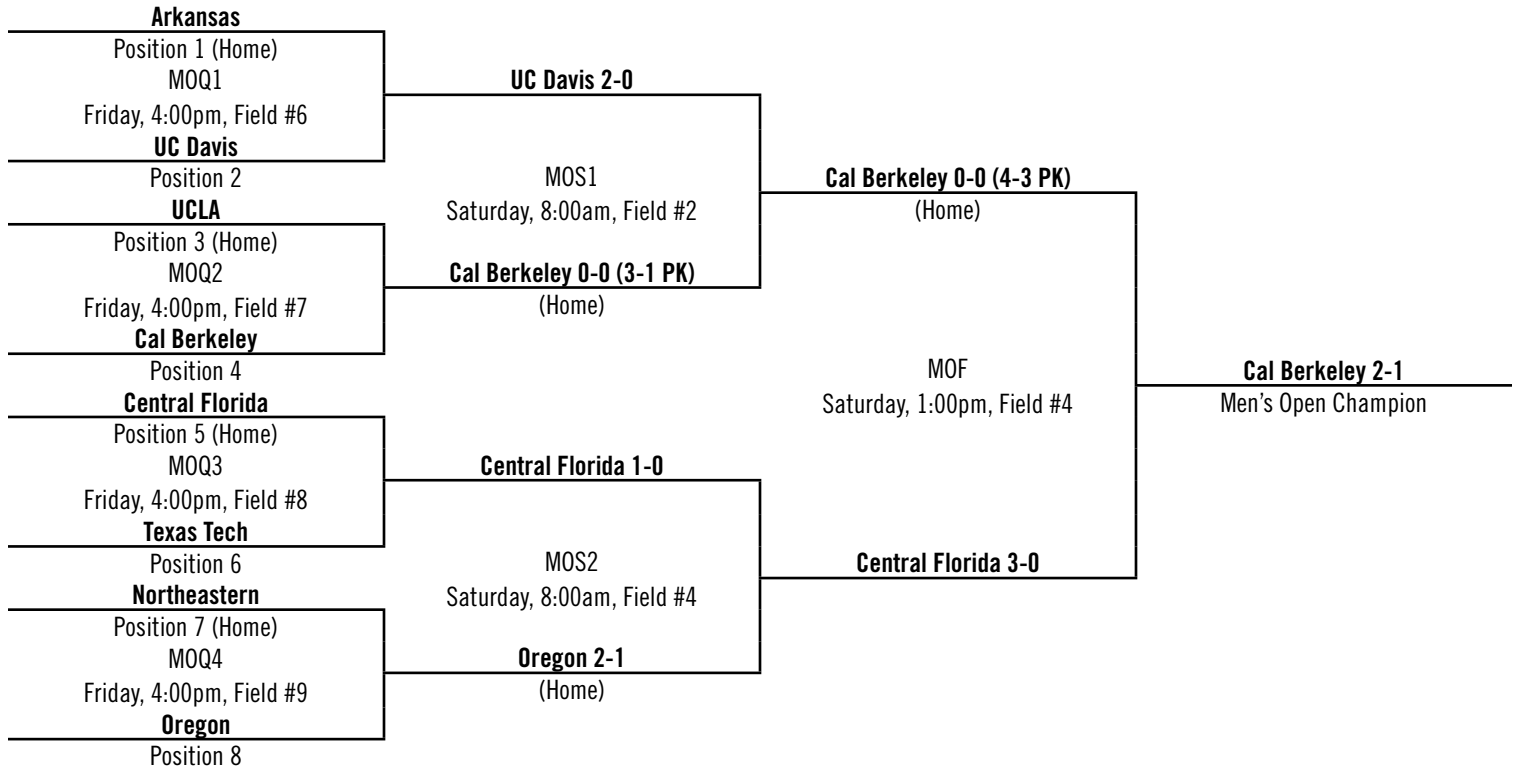 Arkansas
Position 1 (Home)
MOQ1
Friday, 4:00pm, Field #6
UC Davis
Position 2
UCLA
Position 3 (Home)
MOQ2
Friday, 4:00pm, Field #7
Cal Berkeley
Position 4
Central Florida
Position 5 (Home)
MOQ3
Friday, 4:00pm, Field #8
Texas Tech
Position 6
Northeastern
Position 7 (Home)
MOQ4
Friday, 4:00pm, Field #9
Oregon
Position 8
UC Davis 2-0
MOS1
Saturday, 8:00am, Field #2
Cal Berkeley 0-0 (3-1 PK)
(Home)
Central Florida 1-0
MOS2
Saturday, 8:00am, Field #4
Oregon 2-1
(Home)
Cal Berkeley 0-0 (4-3 PK)
(Home)
MOF
Saturday, 1:00pm, Field #4
Central Florida 3-0
Cal Berkeley 2-1
Men's Open Champion